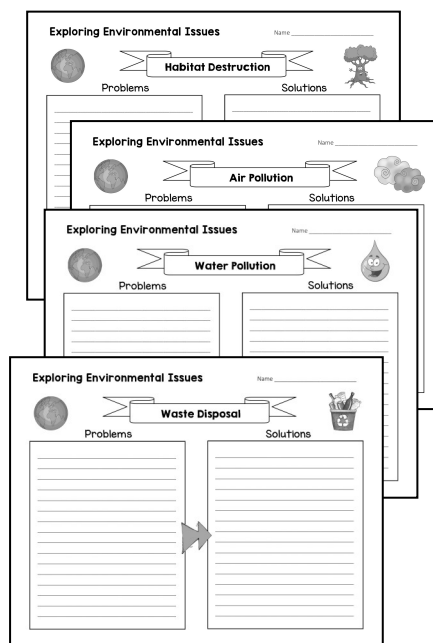 Exploring Environmental Issues Name
Habitat Destruction
Problems Solutions
Exploring Environmental Issues Name
Air Pollution
Problems Solutions
Exploring Environmental Issues Name
Water Pollution
Problems Solutions
Exploring Environmental Issues Name
Waste Disposal
Problems Solutions